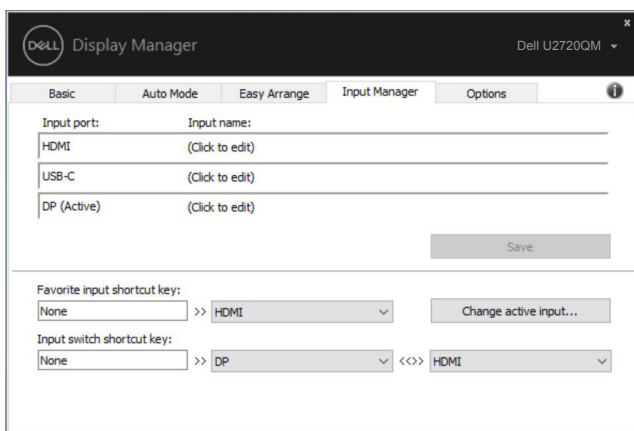 x
DELL Display Manager Dell U2720QM
Basic Auto Mode Easy Arrange Input Manager Options i
Input port: Input name:
HDMI (Click to edit)
USB-C (Click to edit)
DP (Active) (Click to edit)
Save
Favorite input shortcut key:
None >> HDMI Change active input...
Input switch shortcut key:
None >> DP <<>> HDMI